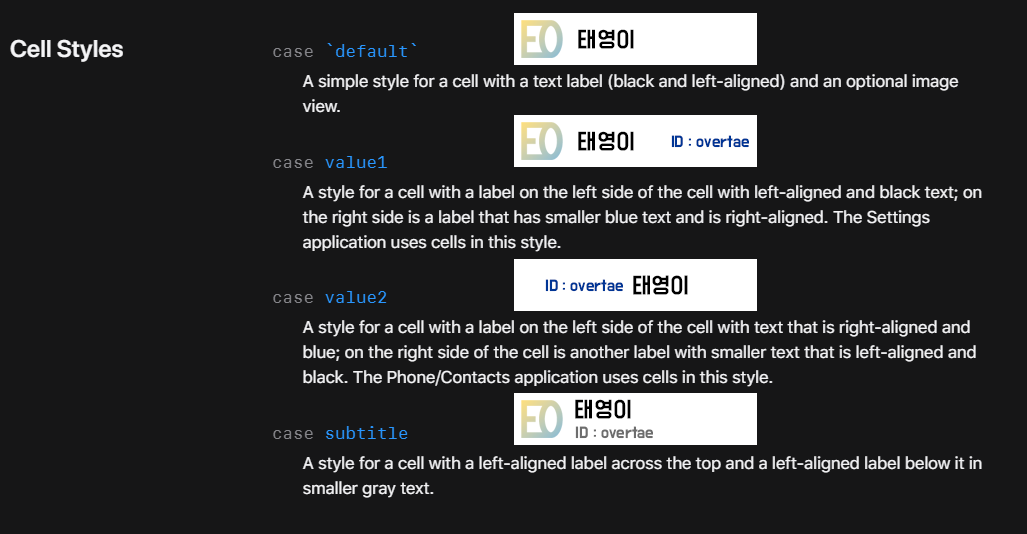 Cell Styles
case `default`
EO 태영이
A simple style for a cell with a text label (black and left-aligned) and an optional image
view.
case value1
EO 태영이 ID : overtae
A style for a cell with a label on the left side of the cell with left-aligned and black text; on
the right side is a label that has smaller blue text and is right-aligned. The Settings
application uses cells in this style.
case value2
ID : overtae 태영이
A style for a cell with a label on the left side of the cell with text that is right-aligned and
blue; on the right side of the cell is another label with smaller text that is left-aligned and
black. The Phone/Contacts application uses cells in this style.
case subtitle
EO 태영이
ID : overtae
A style for a cell with a left-aligned label across the top and a left-aligned label below it in
smaller gray text.